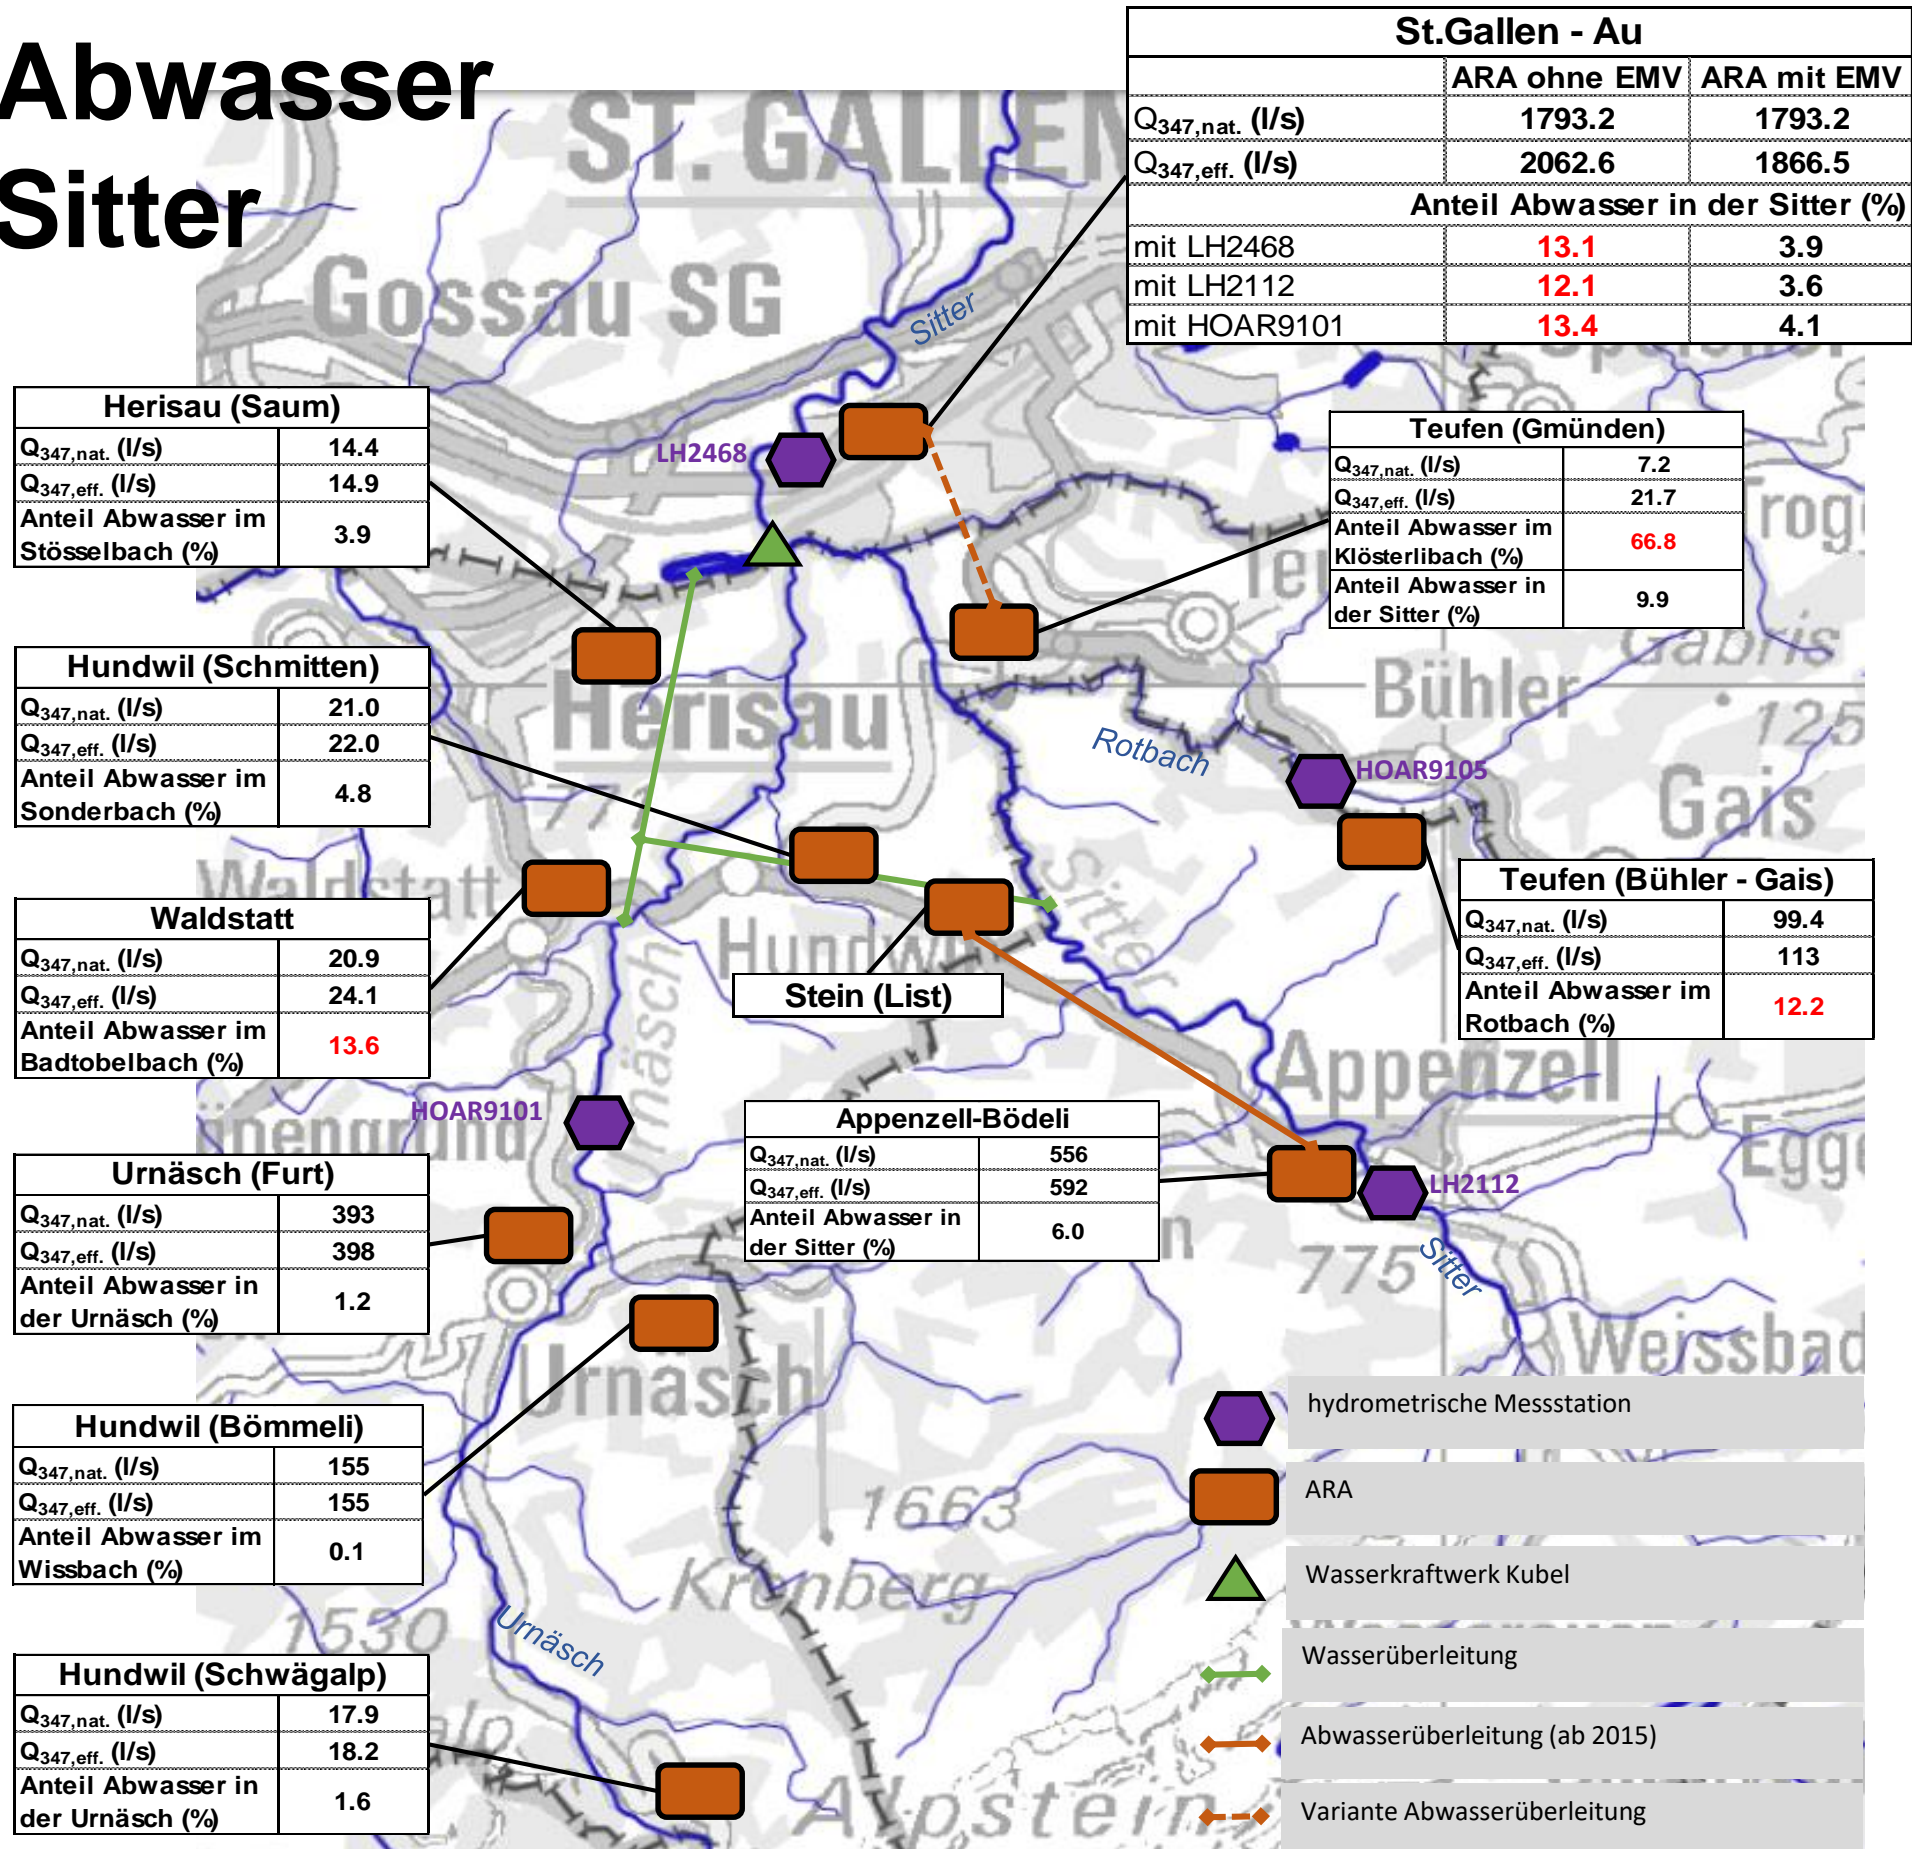 Abwasser
Sitter
St.Gallen - Au
ARA ohne EMV ARA mit EMV
Q347,nat. (l/s) 1793.2 1793.2
Q347,eff. (l/s) 2062.6 1866.5
Anteil Abwasser in der Sitter (%)
mit LH2468 13.1 3.9
mit LH2112 12.1 3.6
mit HOAR9101 13.4 4.1
ST. GALLEN
Gossau SG
Sitter
Herisau (Saum)
Q347,nat. (l/s) 14.4
Q347,eff. (l/s) 14.9
Anteil Abwasser im
Stösselbach (%) 3.9
LH2468
Teufen (Gmünden)
Q347,nat. (l/s) 7.2
Q347,eff. (l/s) 21.7
Anteil Abwasser im
Klösterlibach (%) 66.8
Anteil Abwasser in
der Sitter (%) 9.9
Hundwil (Schmitten)
Q347,nat. (l/s) 21.0
Q347,eff. (l/s) 22.0
Anteil Abwasser im
Sonderbach (%) 4.8
Herisau
Bühler
Gäbris
125
Rotbach
HOAR9105
Gais
771
Waldstatt
Sitter
Hundwil
Urnäsch
Waldstatt
Q347,nat. (l/s) 20.9
Q347,eff. (l/s) 24.1
Anteil Abwasser im
Badtobelbach (%) 13.6
Stein (List)
Teufen (Bühler - Gais)
Q347,nat. (l/s) 99.4
Q347,eff. (l/s) 113
Anteil Abwasser im
Rotbach (%) 12.2
Appenzell
HOAR9101
Egge
Urnäsch (Furt)
Q347,nat. (l/s) 393
Q347,eff. (l/s) 398
Anteil Abwasser in
der Urnäsch (%) 1.2
Appenzell-Bödeli
Q347,nat. (l/s) 556
Q347,eff. (l/s) 592
Anteil Abwasser in
der Sitter (%) 6.0
LH2112
775
Sitter
Weissbad
Urnäsch
Hundwil (Bömmeli)
Q347,nat. (l/s) 155
Q347,eff. (l/s) 155
Anteil Abwasser im
Wissbach (%) 0.1
1663
Kronberg
1530
Urnäsch
Hundwil (Schwägalp)
Q347,nat. (l/s) 17.9
Q347,eff. (l/s) 18.2
Anteil Abwasser in
der Urnäsch (%) 1.6
Alpstein
hydrometrische Messstation
ARA
Wasserkraftwerk Kubel
Wasserüberleitung
Abwasserüberleitung (ab 2015)
Variante Abwasserüberleitung